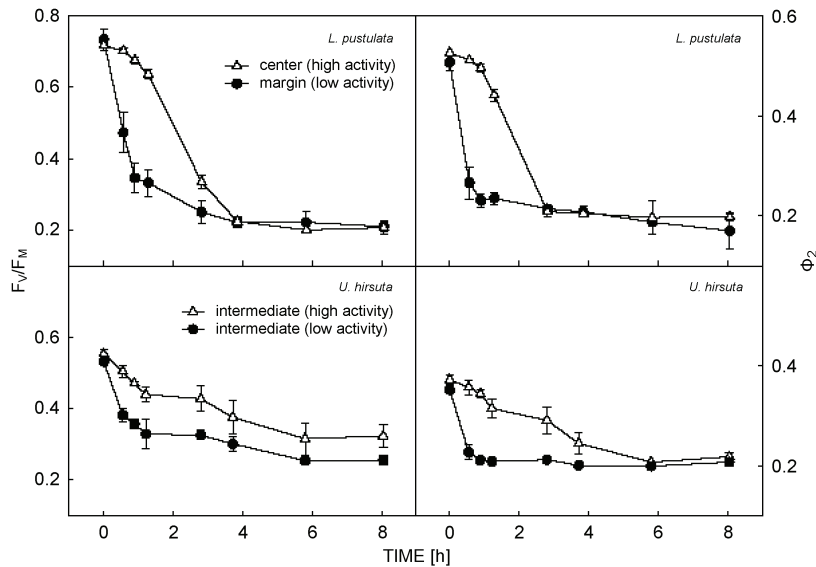 0.8
0.6
0.4
0.2
L. pustulata
center (high activity)
margin (low activity)
L. pustulata
0.6
0.4
0.2
FV/FM
Φ2
0.6
0.4
0.2
U. hirsuta
intermediate (high activity)
intermediate (low activity)
U. hirsuta
0.4
0.2
0 2 4 6 8 0 2 4 6 8
TIME [h]